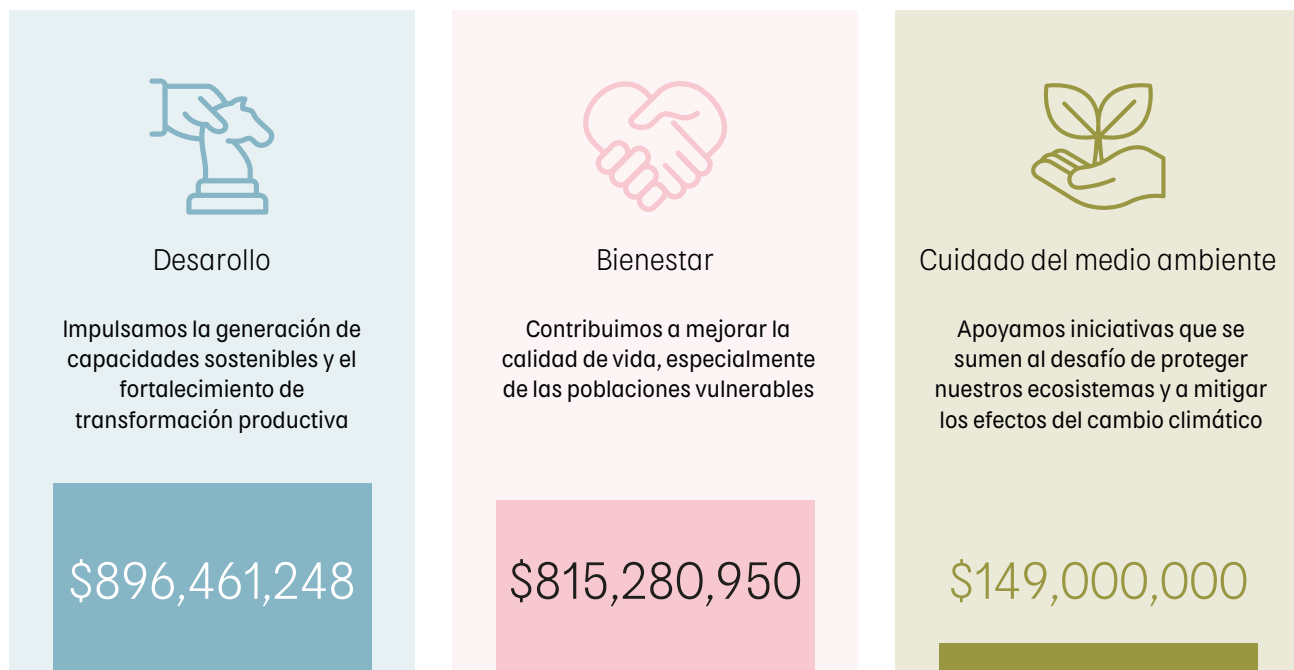 Desarollo
Impulsamos la generación de
capacidades sostenibles y el
fortalecimiento de
transformación productiva
$896,461,248
Bienestar
Contribuimos a mejorar la
calidad de vida, especialmente
de las poblaciones vulnerables
$815,280,950
Cuidado del medio ambiente
Apoyamos iniciativas que se
sumen al desafío de proteger
nuestros ecosistemas y a mitigar
los efectos del cambio climático
$149,000,000